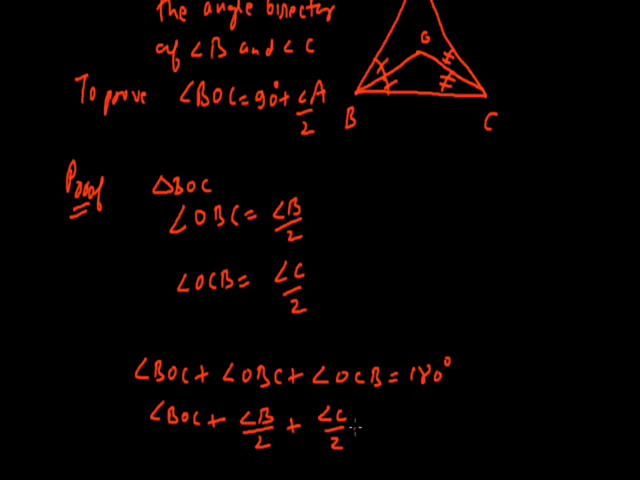 the angle bisector
of ∠B and ∠C
O
To prove ∠BOC=90°+∠A/2
B
C
Proof
△BOC
∠OBC=∠B/2
∠OCB=∠C/2
∠BOC+∠OBC+∠OCB=180°
∠BOC+∠B/2+∠C/2